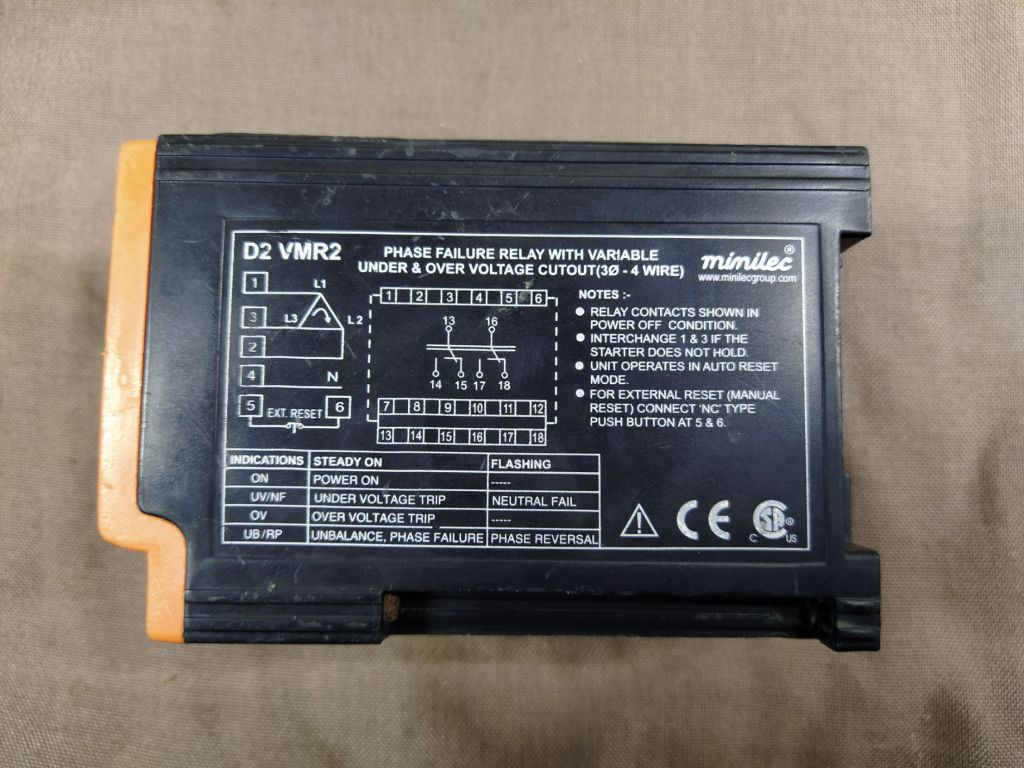 D2 VMR2
PHASE FAILURE RELAY WITH VARIABLE
UNDER & OVER VOLTAGE CUTOUT(3Ø - 4 WIRE)
minilec®
www.minilecgroup.com
1 L1
3 L3 L2
2
4 N
5 EXT. RESET 6
1 2 3 4 5 6
13 16
14 15 17 18
7 8 9 10 11 12
13 14 15 16 17 18
NOTES :-
● RELAY CONTACTS SHOWN IN
POWER OFF CONDITION.
● INTERCHANGE 1 & 3 IF THE
STARTER DOES NOT HOLD.
● UNIT OPERATES IN AUTO RESET
MODE.
● FOR EXTERNAL RESET (MANUAL
RESET) CONNECT 'NC' TYPE
PUSH BUTTON AT 5 & 6.
INDICATIONS STEADY ON FLASHING
ON POWER ON -----
UV/NF UNDER VOLTAGE TRIP NEUTRAL FAIL
OV OVER VOLTAGE TRIP -----
UB/RP UNBALANCE, PHASE FAILURE PHASE REVERSAL
CE
C SA® US